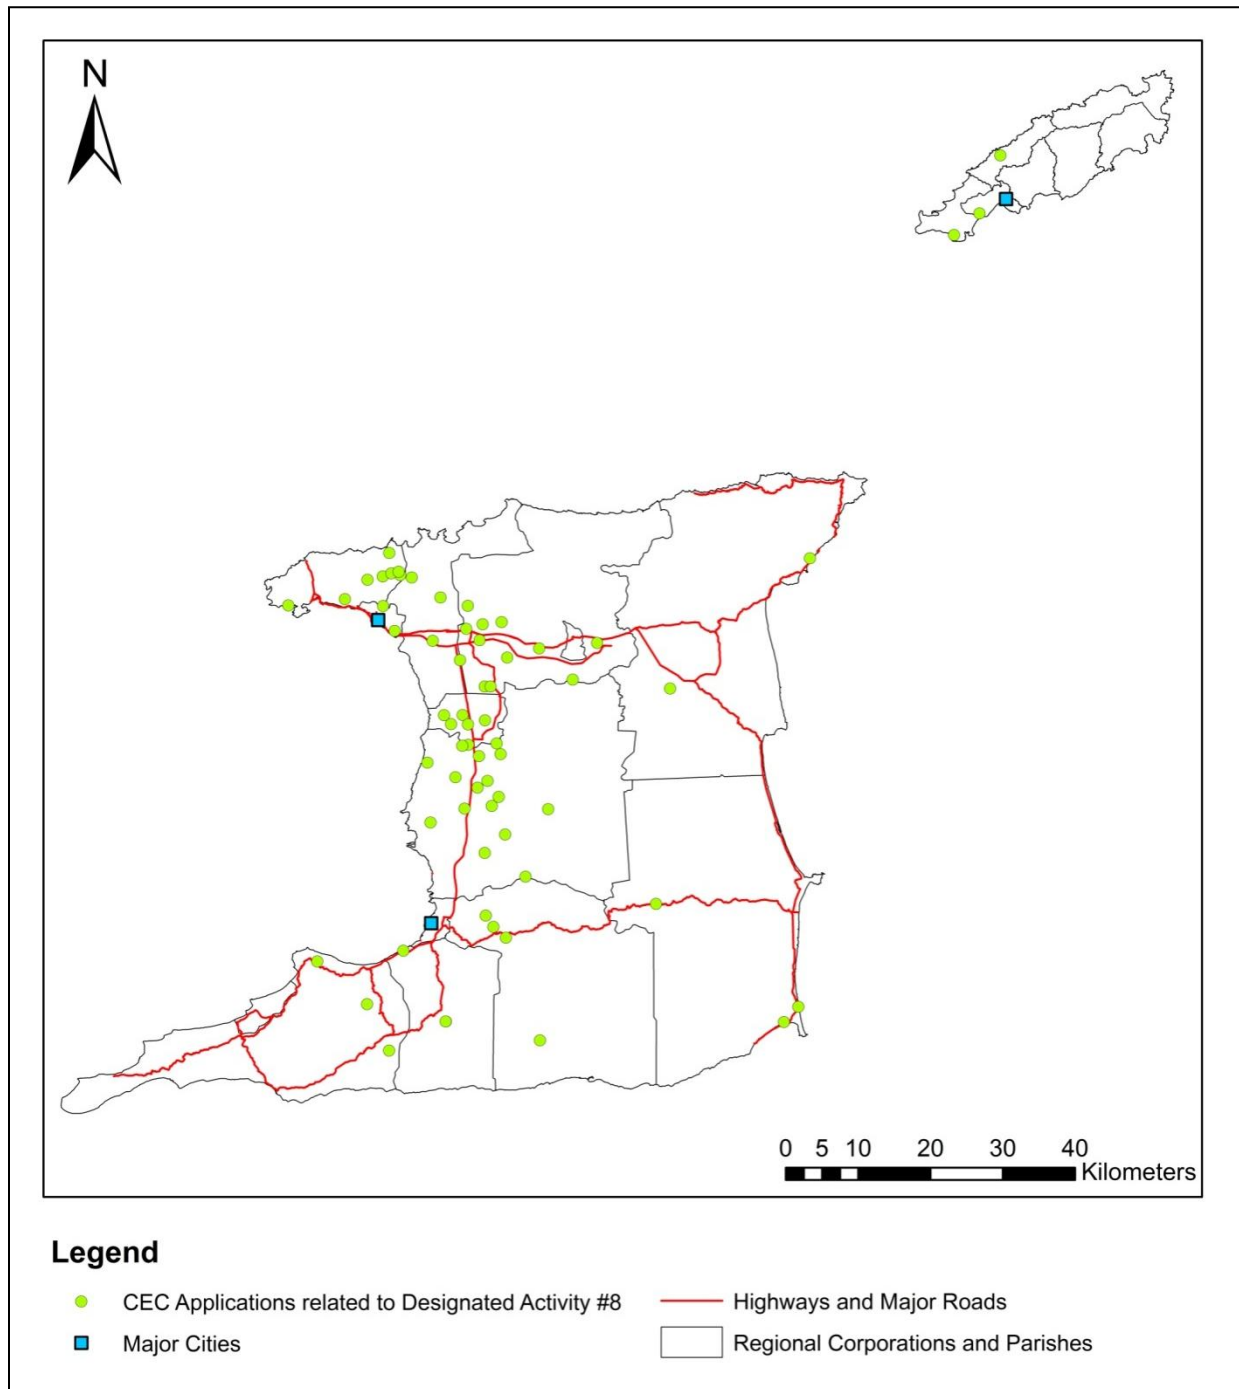 N
0 5 10 20 30 40
Kilometers
Legend
CEC Applications related to Designated Activity #8
Highways and Major Roads
Major Cities
Regional Corporations and Parishes